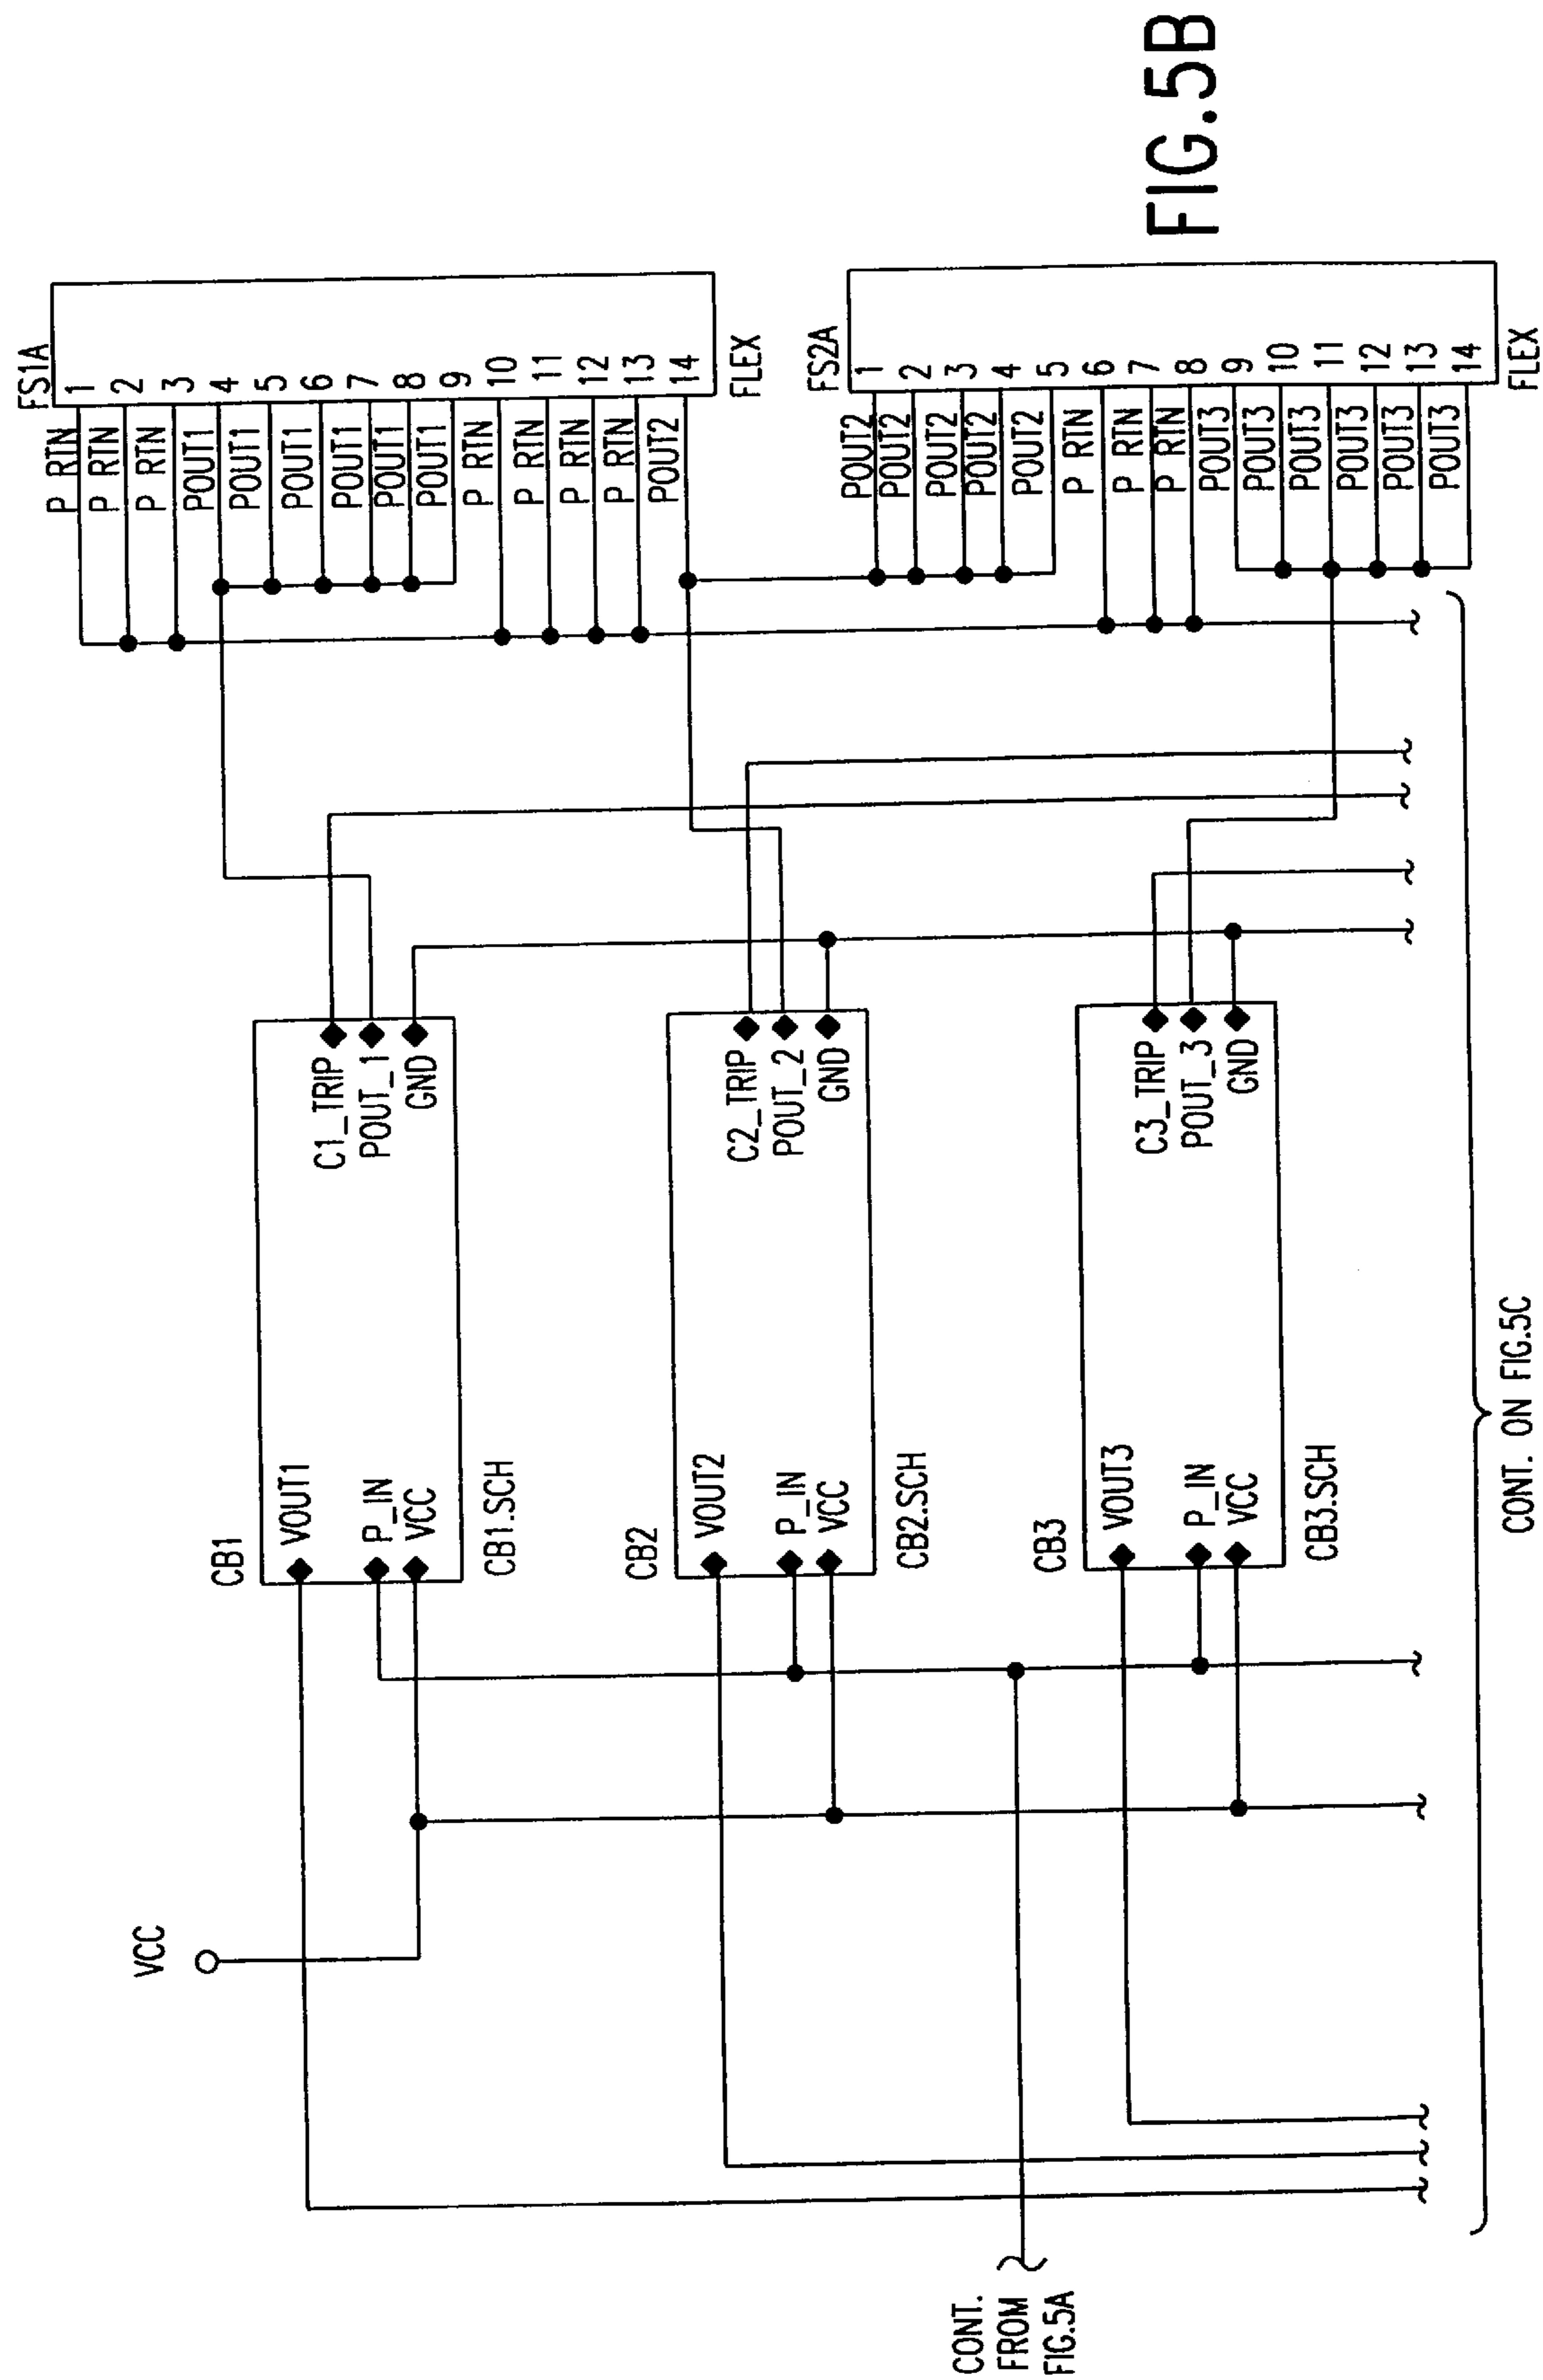 VCC
CB1
VOUT1
P_IN
VCC
C1_TRIP
POUT_1
GND
CB1.SCH
CB2
VOUT2
P_IN
VCC
C2_TRIP
POUT_2
GND
CB2.SCH
CB3
VOUT3
P_IN
VCC
C3_TRIP
POUT_3
GND
CB3.SCH
FS1A
P RTN 1
P RTN 2
P RTN 3
POUT1 4
POUT1 5
POUT1 6
POUT1 7
POUT1 8
POUT1 9
P RTN 10
P RTN 11
P RTN 12
P RTN 13
POUT2 14
FLEX
FS2A
POUT2 1
POUT2 2
POUT2 3
POUT2 4
POUT2 5
P RTN 6
P RTN 7
P RTN 8
POUT3 9
POUT3 10
POUT3 11
POUT3 12
POUT3 13
POUT3 14
FLEX
CONT.
FROM
FIG.5A
CONT. ON FIG.5C
FIG.5B